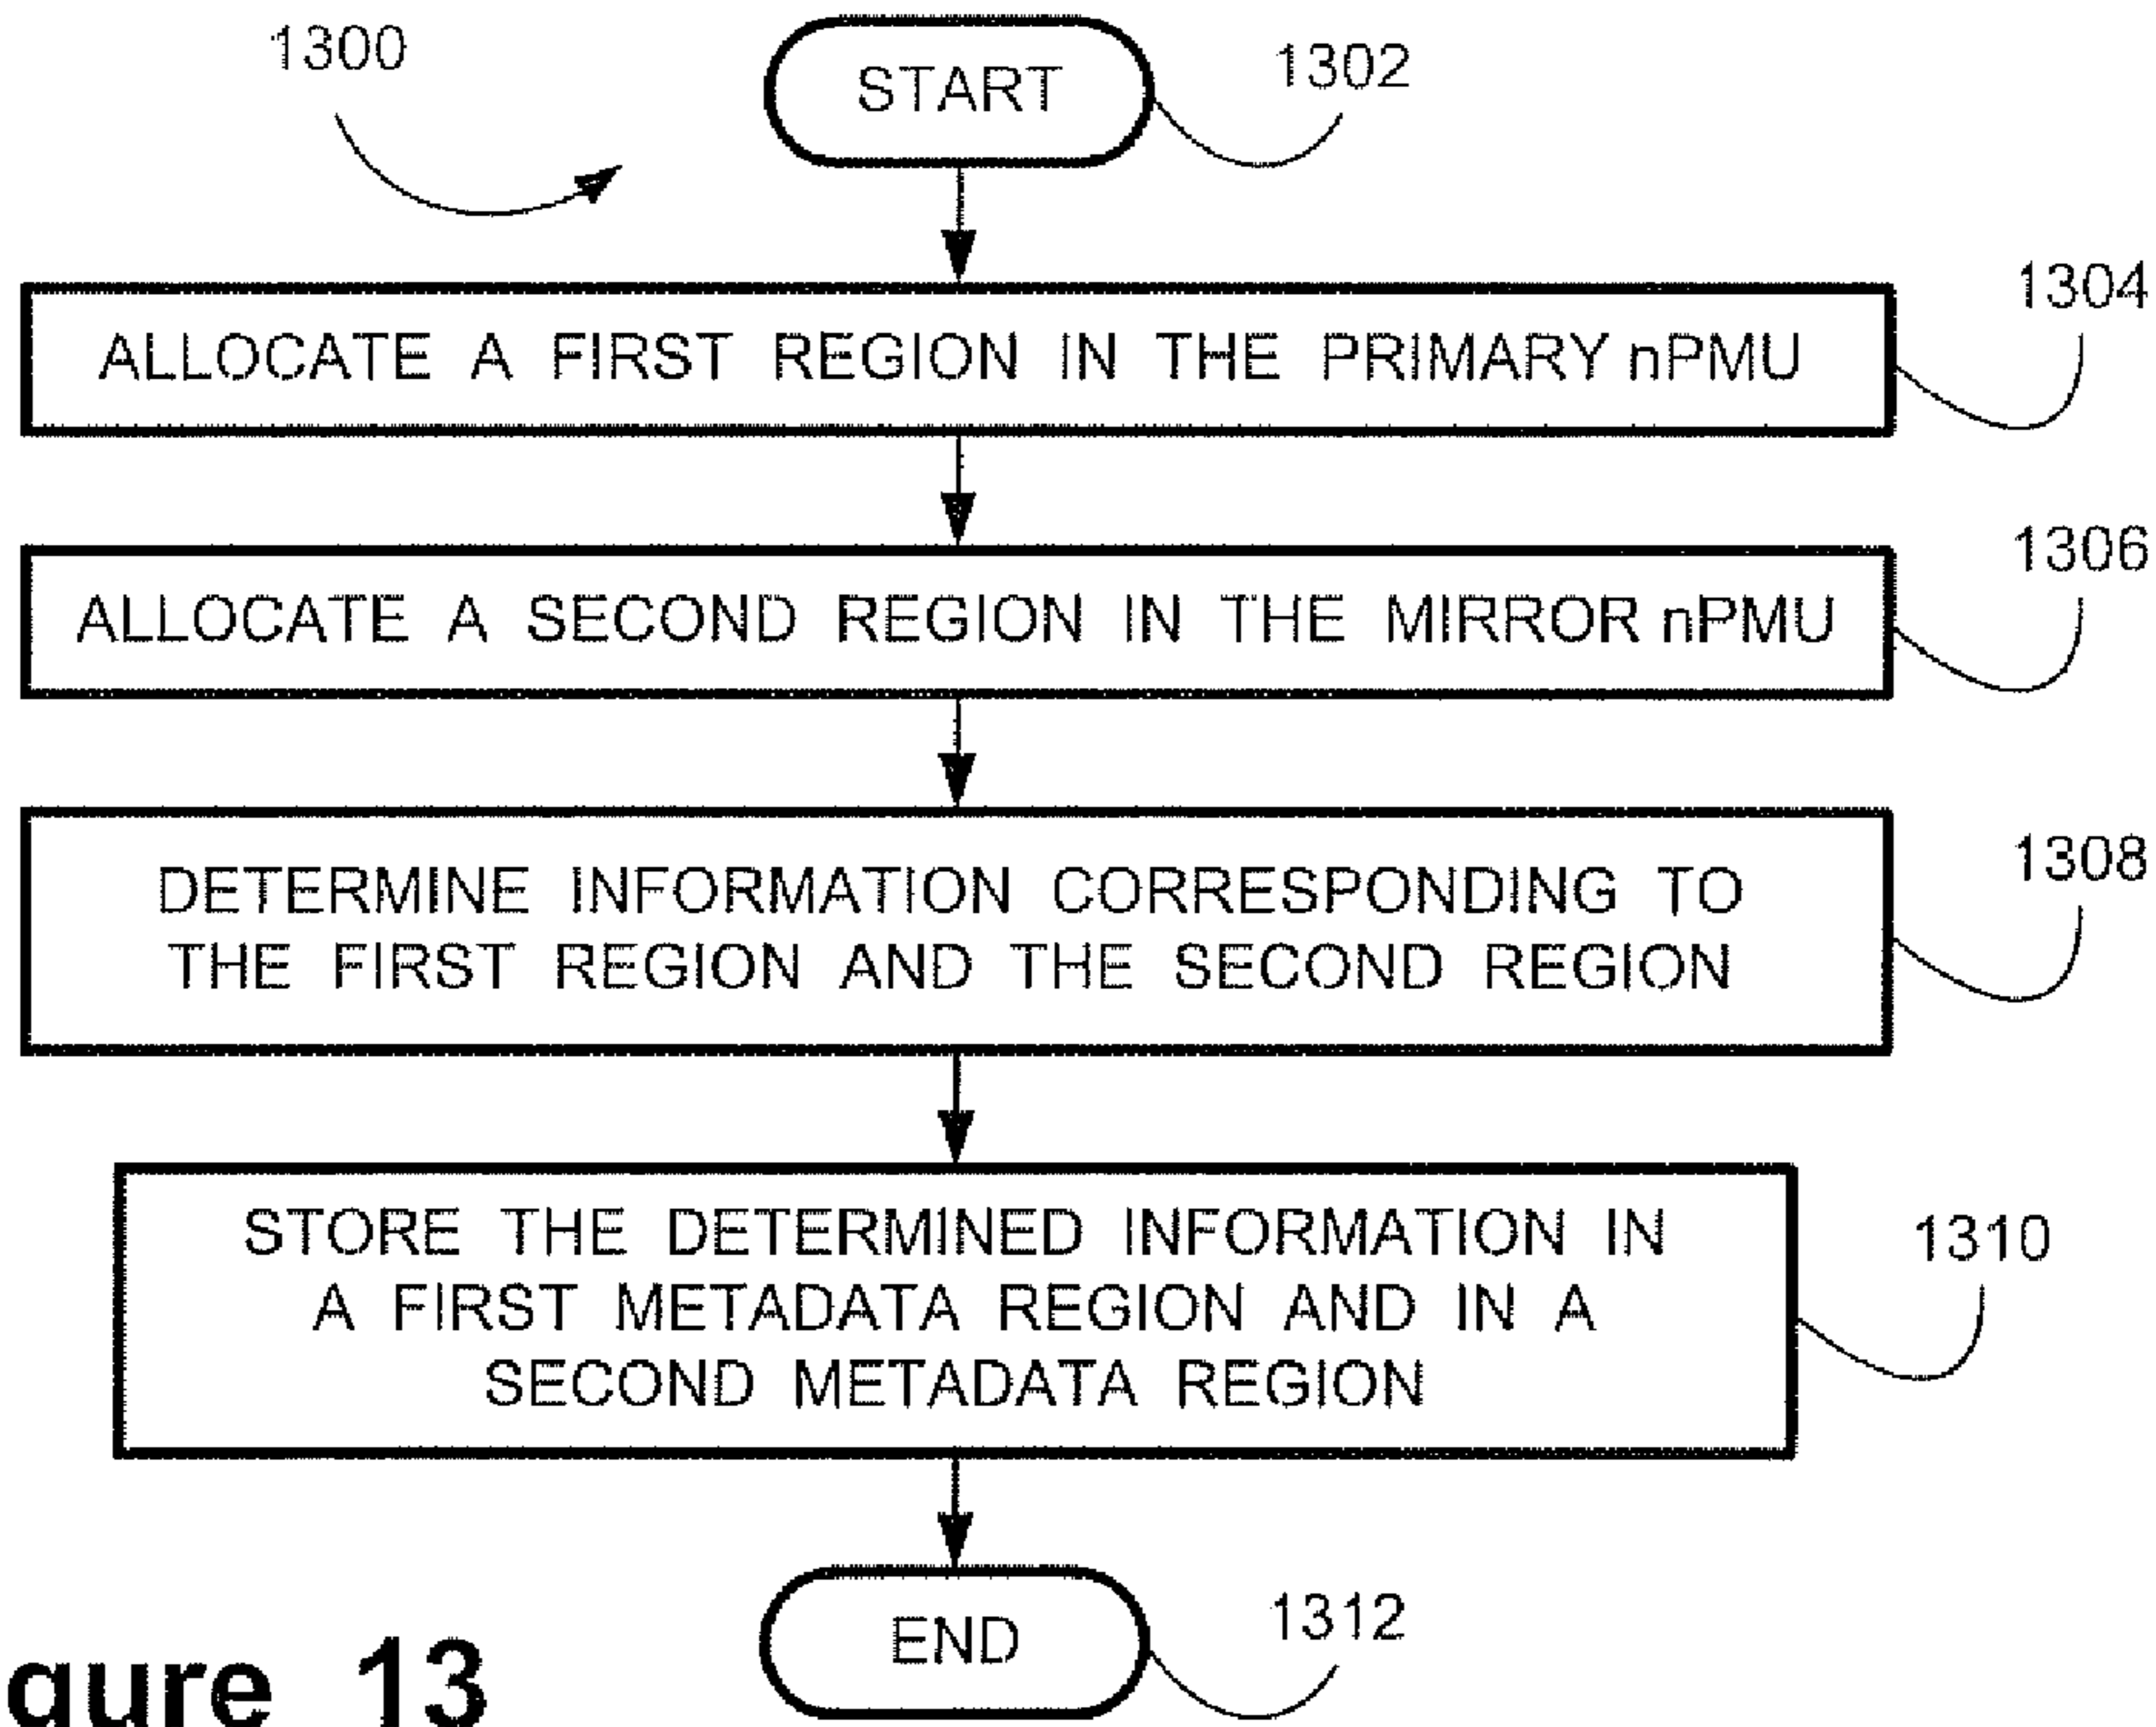 1300
START
1302
1304
ALLOCATE A FIRST REGION IN THE PRIMARY nPMU
1306
ALLOCATE A SECOND REGION IN THE MIRROR nPMU
1308
DETERMINE INFORMATION CORRESPONDING TO
THE FIRST REGION AND THE SECOND REGION
1310
STORE THE DETERMINED INFORMATION IN
A FIRST METADATA REGION AND IN A
SECOND METADATA REGION
END
1312
gure 13